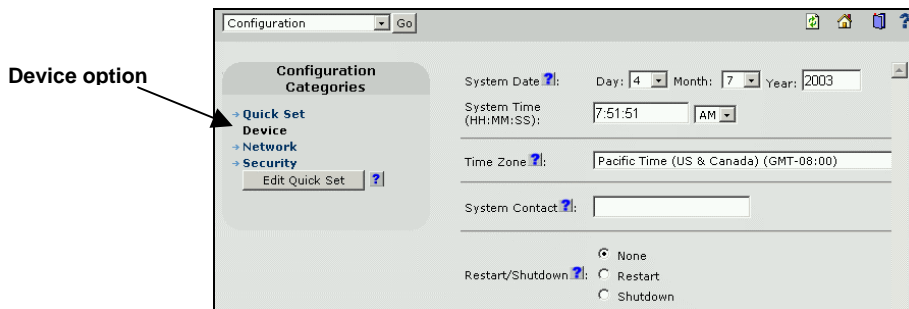 Configuration Go
Device option
Configuration
Categories
Quick Set
Device
Network
Security
Edit Quick Set ?
System Date ?: Day: 4 Month: 7 Year: 2003
System Time
(HH:MM:SS): 7:51:51 AM
Time Zone ?: Pacific Time (US & Canada) (GMT-08:00)
System Contact ?:
Restart/Shutdown ?: None
Restart
Shutdown
?